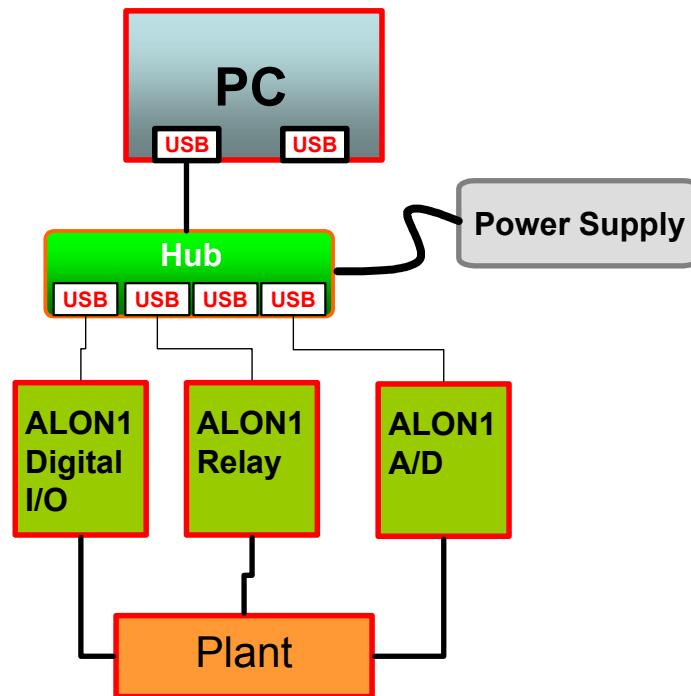 PC
USB
USB
Power Supply
Hub
USB
USB
USB
USB
ALON1
Digital
I/O
ALON1
Relay
ALON1
A/D
Plant